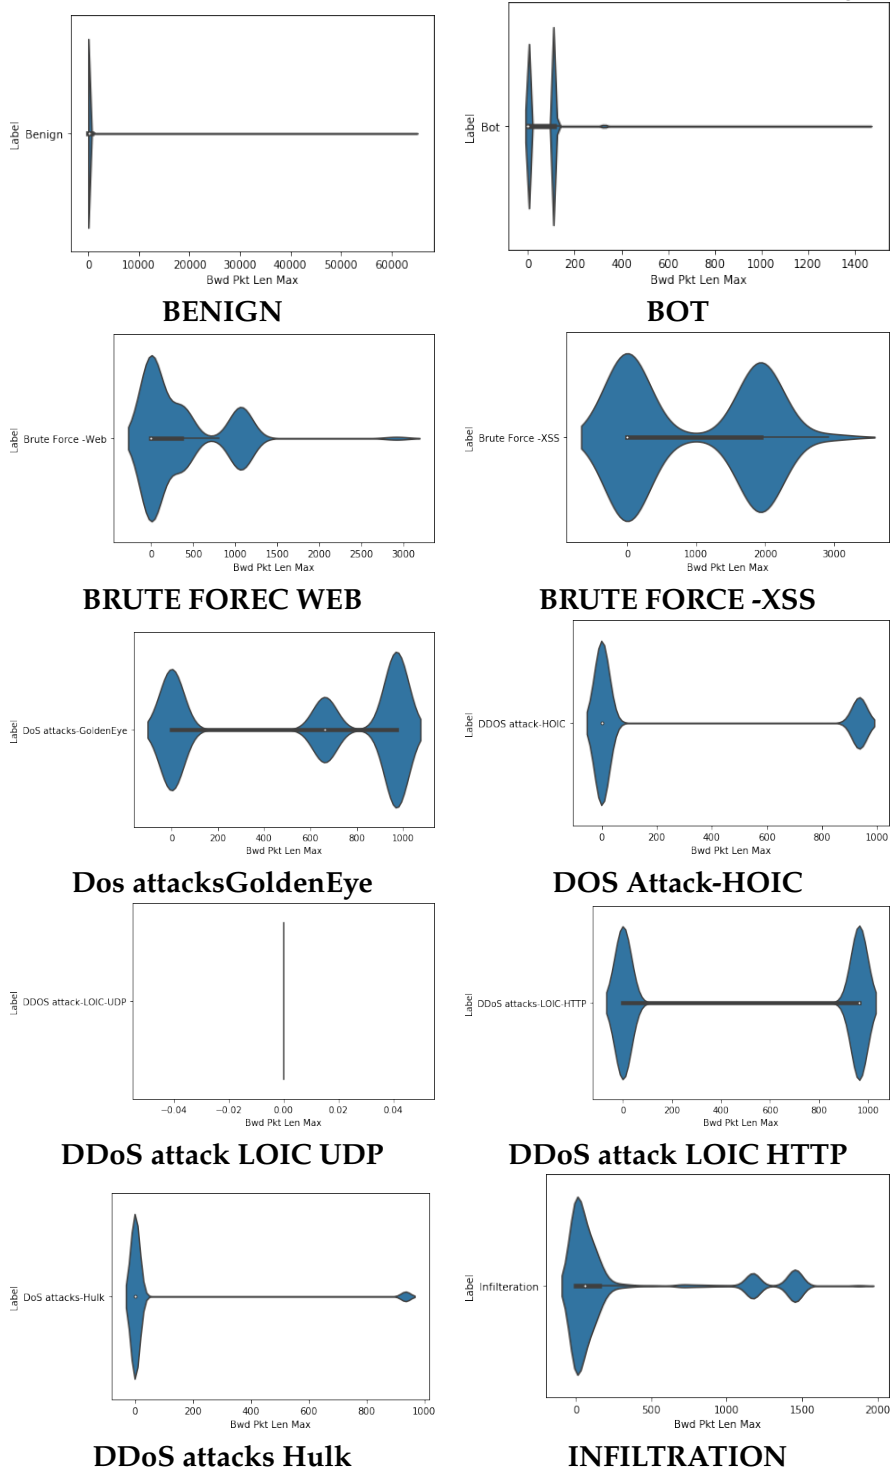 Label
Benign
0 10000 20000 30000 40000 50000 60000
Bwd Pkt Len Max
BENIGN
Label
Bot
0 200 400 600 800 1000 1200 1400
Bwd Pkt Len Max
BOT
Label
Brute Force -Web
0 500 1000 1500 2000 2500 3000
Bwd Pkt Len Max
BRUTE FOREC WEB
Label
Brute Force -XSS
0 1000 2000 3000
Bwd Pkt Len Max
BRUTE FORCE -XSS
Label
DoS attacks-GoldenEye
0 200 400 600 800 1000
Bwd Pkt Len Max
Dos attacksGoldenEye
Label
DDOS attack-HOIC
0 200 400 600 800 1000
Bwd Pkt Len Max
DOS Attack-HOIC
Label
DDOS attack-LOIC-UDP
−0.04 −0.02 0.00 0.02 0.04
Bwd Pkt Len Max
DDoS attack LOIC UDP
Label
DDoS attacks-LOIC-HTTP
0 200 400 600 800 1000
Bwd Pkt Len Max
DDoS attack LOIC HTTP
Label
DoS attacks-Hulk
0 200 400 600 800 1000
Bwd Pkt Len Max
DDoS attacks Hulk
Label
Infilteration
0 500 1000 1500 2000
Bwd Pkt Len Max
INFILTRATION